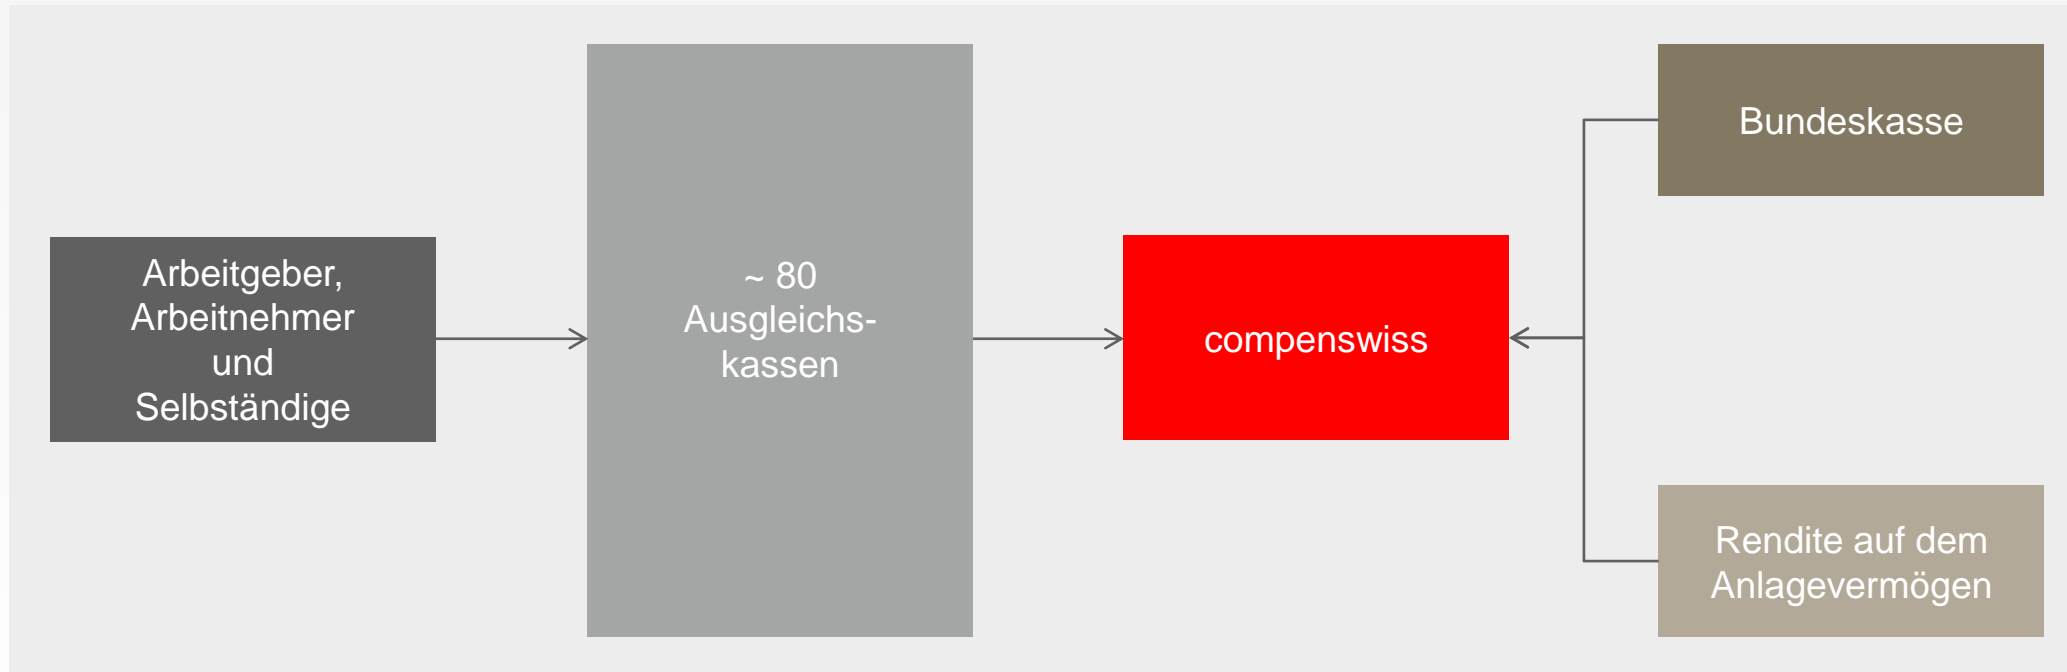 Arbeitgeber,
Arbeitnehmer
und
Selbständige
~ 80
Ausgleichs-
kassen
compenswiss
Bundeskasse
Rendite auf dem
Anlagevermögen